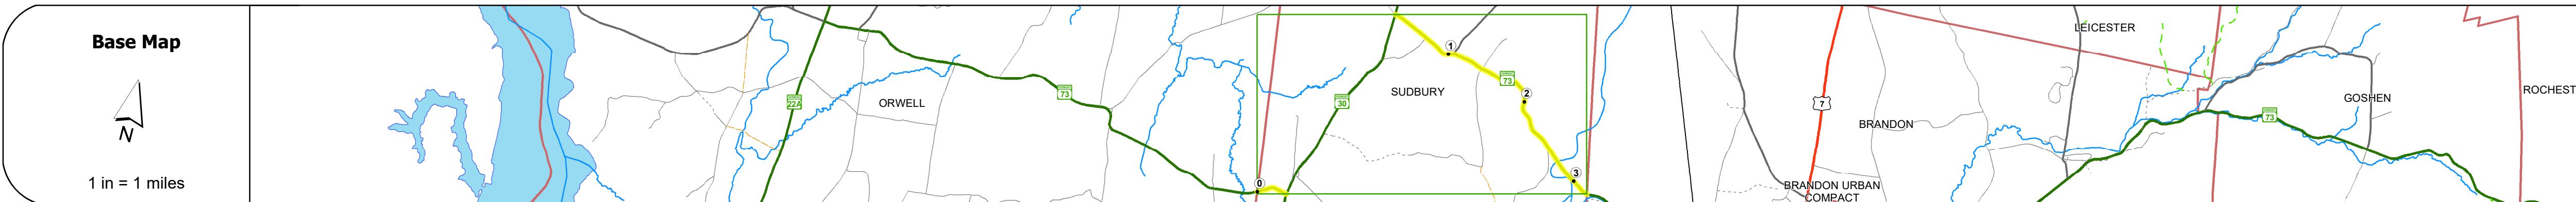 Base Map
N
1 in = 1 miles
22A
ORWELL
73
0
30
SUDBURY
1
73
2
3
7
BRANDON
BRANDON URBAN
COMPACT
LEICESTER
73
GOSHEN
ROCHEST